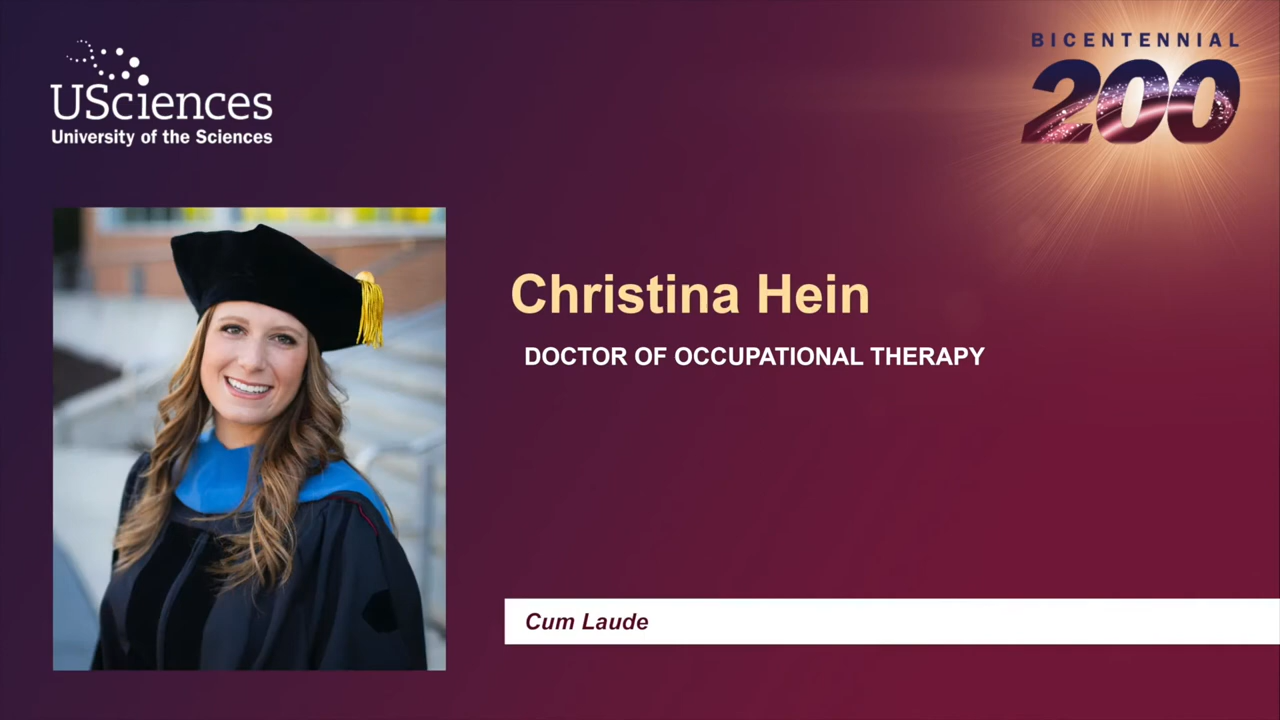 USciences
University of the Sciences
BICENTENNIAL
200
Christina Hein
DOCTOR OF OCCUPATIONAL THERAPY
Cum Laude